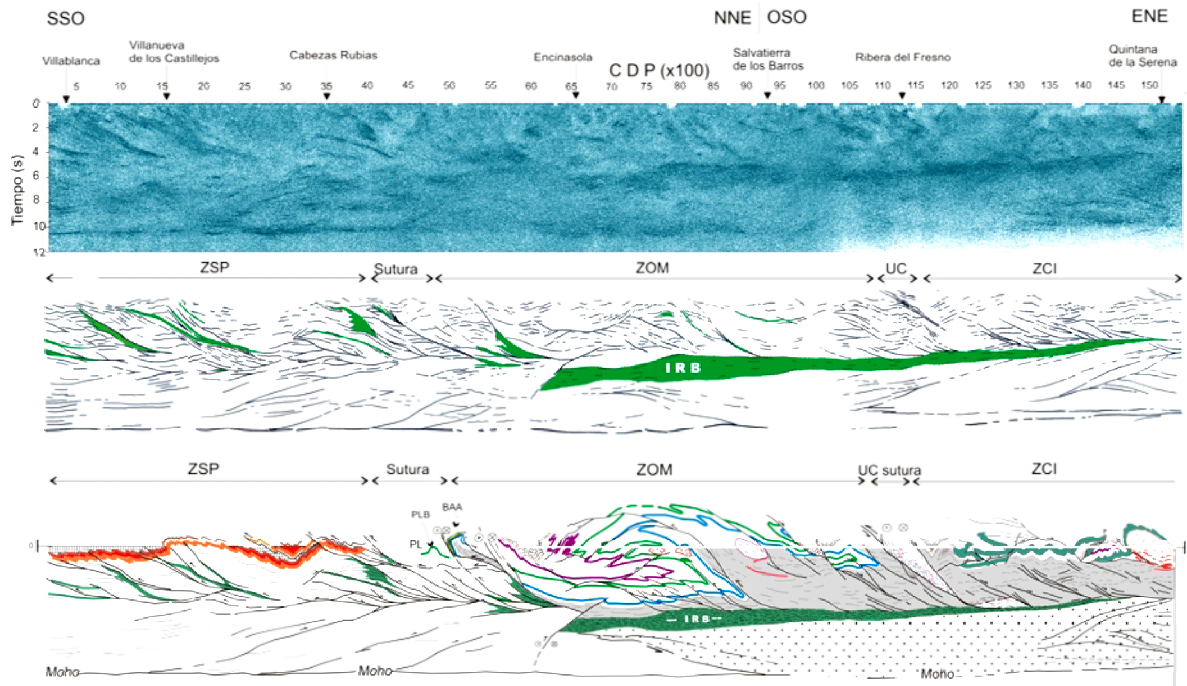 SSO NNE OSO ENE
Villablanca
Villanueva
de los Castillejos
Cabezas Rubias
Encinasola
Salvatierra
de los Barros
Ribera del Fresno
Quintana
de la Serena
C D P (x100)
5 10 15 20 25 30 35 40 45 50 55 60 65 70 75 80 85 90 95 100 105 110 115 120 125 130 135 140 145 150
Tiempo (s)
0
2
4
6
8
10
12
ZSP Sutura ZOM UC ZCI
I R B
ZSP Sutura ZOM UC sutura ZCI
BAA
PLB
PL
0
I R B
Moho Moho Moho